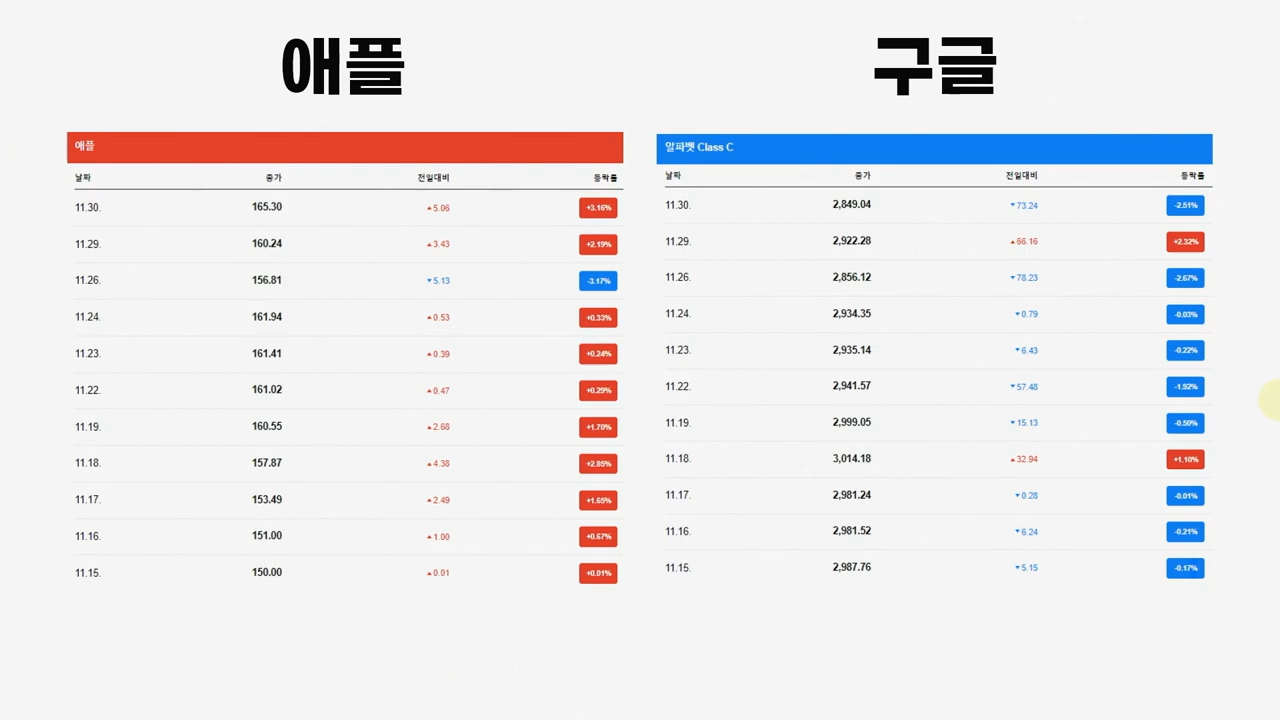 애플
애플
날짜 종가 전일대비 등락률
11.30. 165.30 ▲5.06 +3.16%
11.29. 160.24 ▲3.43 +2.19%
11.26. 156.81 ▼5.13 -3.17%
11.24. 161.94 ▲0.53 +0.33%
11.23. 161.41 ▲0.39 +0.24%
11.22. 161.02 ▲0.47 +0.29%
11.19. 160.55 ▲2.68 +1.70%
11.18. 157.87 ▲4.38 +2.85%
11.17. 153.49 ▲2.49 +1.65%
11.16. 151.00 ▲1.00 +0.67%
11.15. 150.00 ▲0.01 +0.01%
구글
알파벳 Class C
날짜 종가 전일대비 등락률
11.30. 2,849.04 ▼73.24 -2.51%
11.29. 2,922.28 ▲66.16 +2.32%
11.26. 2,856.12 ▼78.23 -2.67%
11.24. 2,934.35 ▼0.79 -0.03%
11.23. 2,935.14 ▼6.43 -0.22%
11.22. 2,941.57 ▼57.48 -1.92%
11.19. 2,999.05 ▼15.13 -0.50%
11.18. 3,014.18 ▲32.94 +1.10%
11.17. 2,981.24 ▼0.28 -0.01%
11.16. 2,981.52 ▼6.24 -0.21%
11.15. 2,987.76 ▼5.15 -0.17%